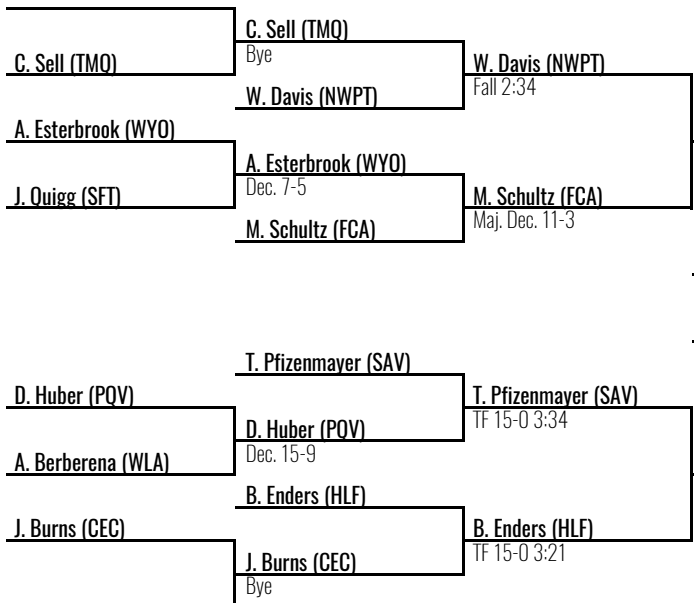 C. Sell (TMQ)
C. Sell (TMQ)
Bye
W. Davis (NWPT)
W. Davis (NWPT)
Fall 2:34
A. Esterbrook (WYO)
J. Quigg (SFT)
A. Esterbrook (WYO)
Dec. 7-5
M. Schultz (FCA)
M. Schultz (FCA)
Maj. Dec. 11-3
T. Pfizenmayer (SAV)
D. Huber (PQV)
A. Berberena (WLA)
D. Huber (PQV)
Dec. 15-9
T. Pfizenmayer (SAV)
TF 15-0 3:34
B. Enders (HLF)
J. Burns (CEC)
J. Burns (CEC)
Bye
B. Enders (HLF)
TF 15-0 3:21